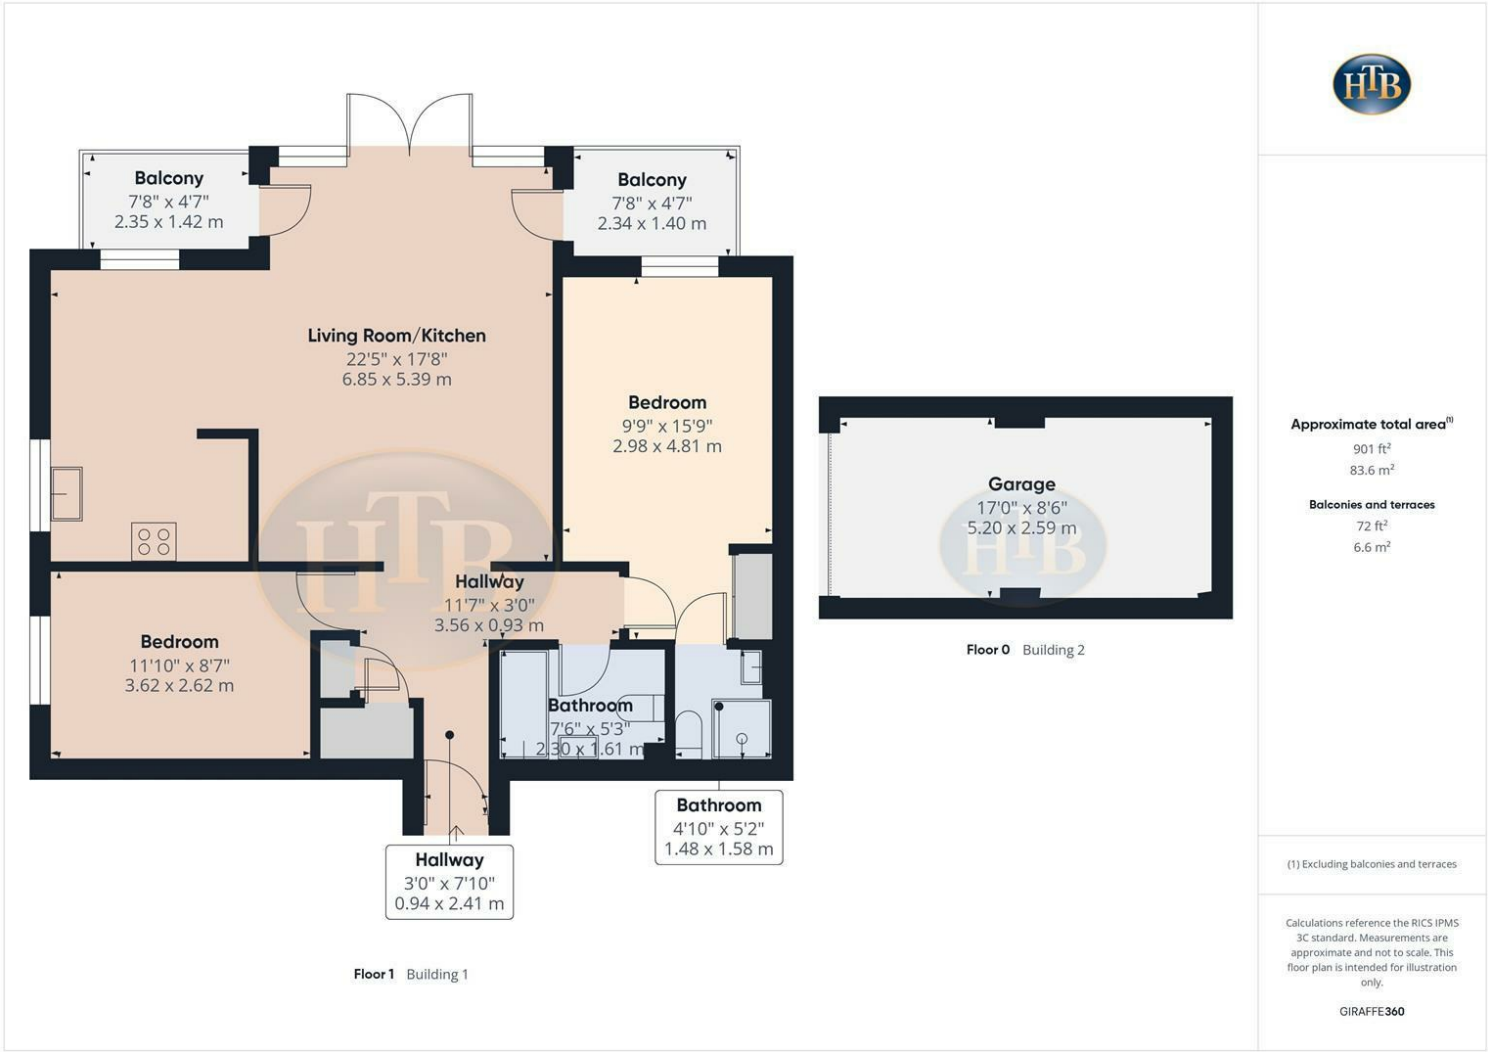 HTB
Balcony
7'8" x 4'7"
2.35 x 1.42 m
Balcony
7'8" x 4'7"
2.34 x 1.40 m
Living Room/Kitchen
22'5" x 17'8"
6.85 x 5.39 m
Bedroom
9'9" x 15'9"
2.98 x 4.81 m
HTB
Hallway
11'7" x 3'0"
3.56 x 0.93 m
Bedroom
11'10" x 8'7"
3.62 x 2.62 m
Bathroom
7'6" x 5'3"
2.30 x 1.61 m
Bathroom
4'10" x 5'2"
1.48 x 1.58 m
Hallway
3'0" x 7'10"
0.94 x 2.41 m
Floor 1 Building 1
Garage
17'0" x 8'6"
5.20 x 2.59 m
HTB
Floor 0 Building 2
Approximate total area(1)
901 ft²
83.6 m²
Balconies and terraces
72 ft²
6.6 m²
(1) Excluding balconies and terraces
Calculations reference the RICS IPMS
3C standard. Measurements are
approximate and not to scale. This
floor plan is intended for illustration
only.
GIRAFFE360